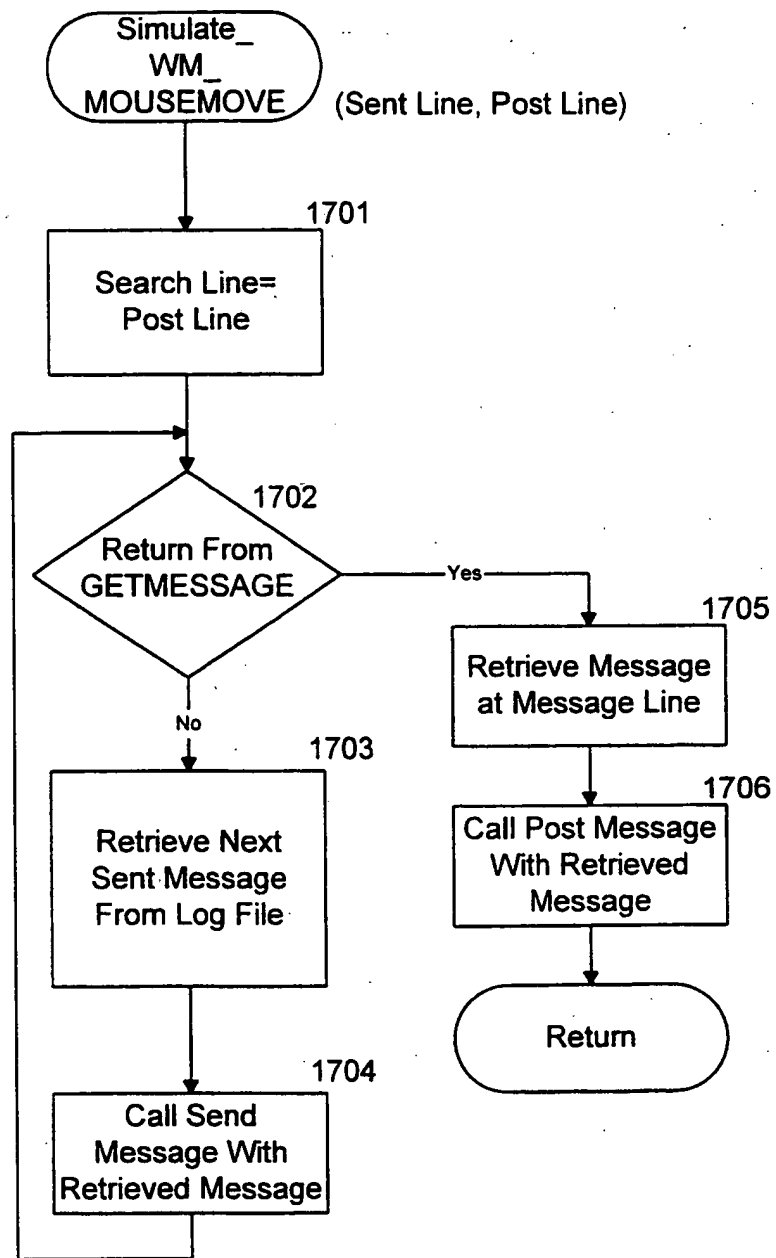 Simulate_
WM_
MOUSEMOVE
(Sent Line, Post Line)
1701
Search Line=
Post Line
1702
Return From
GETMESSAGE
Yes
No
1703
Retrieve Next
Sent Message
From Log File
1704
Call Send
Message With
Retrieved Message
1705
Retrieve Message
at Message Line
1706
Call Post Message
With Retrieved
Message
Return